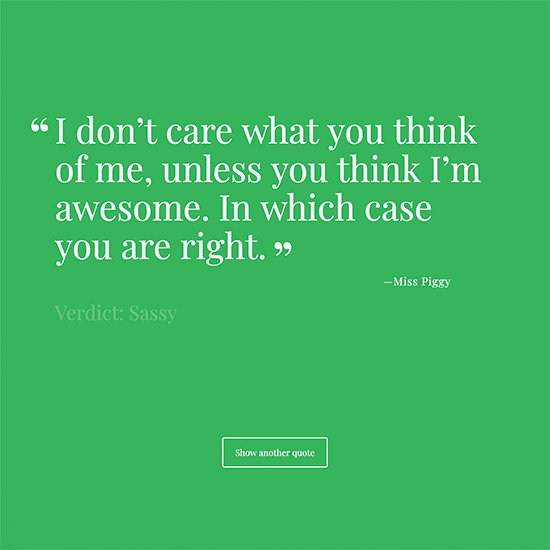 “ I don’t care what you think
of me, unless you think I’m
awesome. In which case
you are right. ”
—Miss Piggy
Verdict: Sassy
Show another quote